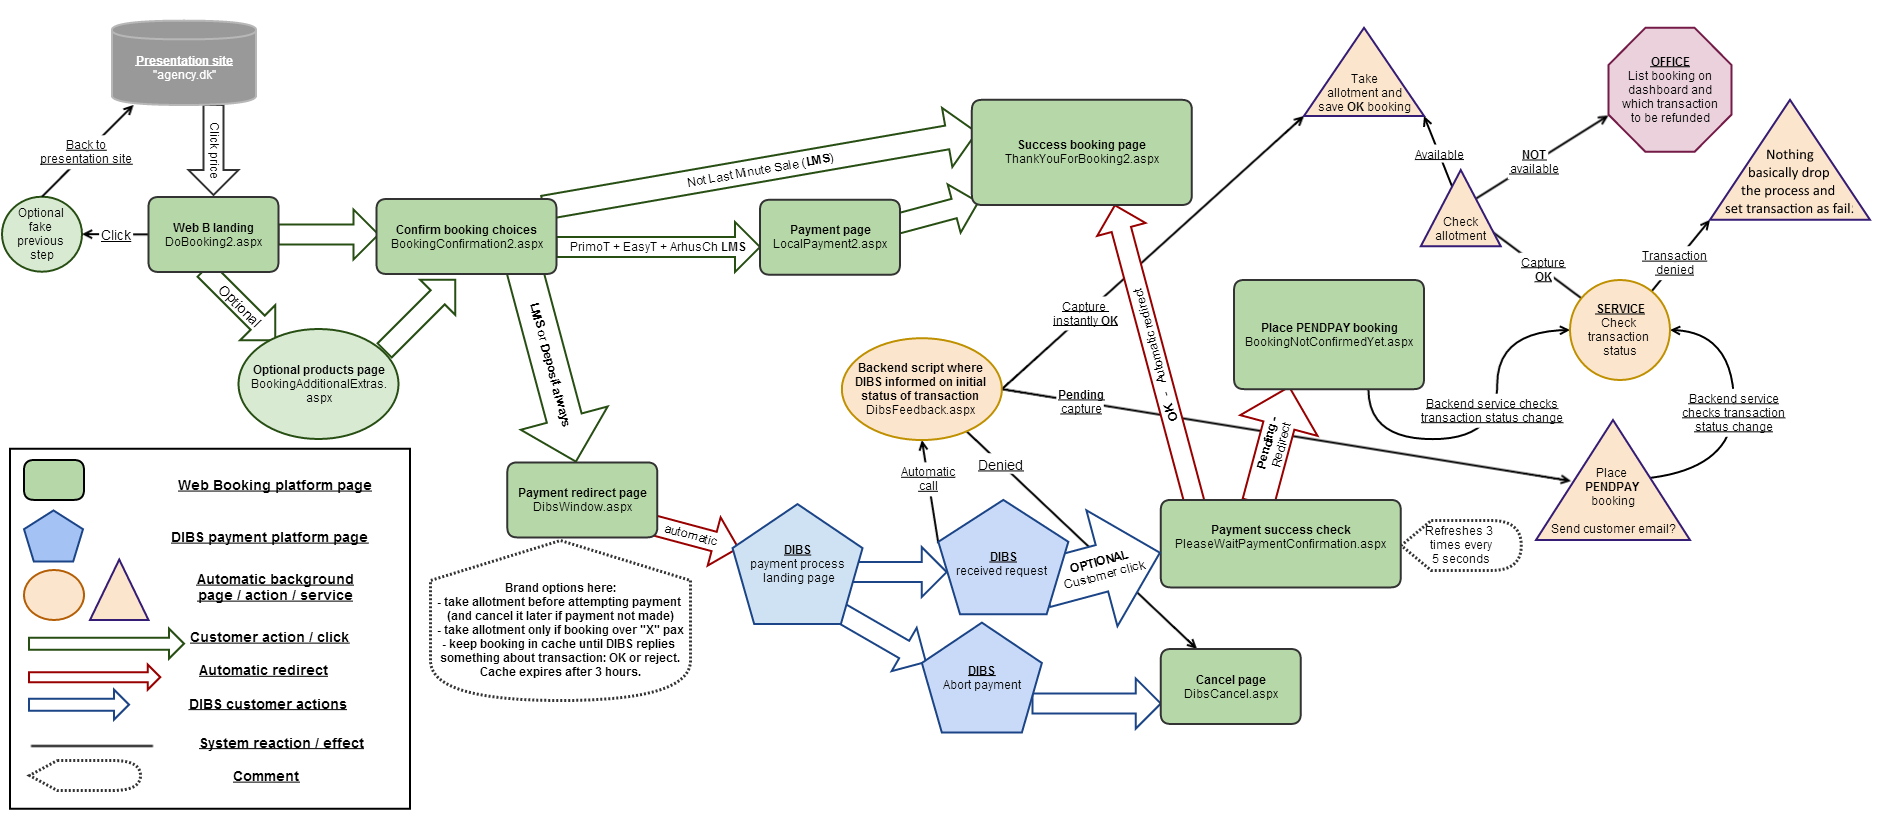 Presentation site
"agency.dk"
Click price
Back to
presentation site
Optional
fake
previous
step
Click
Web B landing
DoBooking2.aspx
Optional
Optional products page
BookingAdditionalExtras.
aspx
Confirm booking choices
BookingConfirmation2.aspx
Not Last Minute Sale (LMS)
PrimoT + EasyT + ArhusCh LMS
Payment page
LocalPayment2.aspx
Success booking page
ThankYouForBooking2.aspx
LMS or Deposit always
Payment redirect page
DibsWindow.aspx
automatic
Brand options here:
- take allotment before attempting payment
(and cancel it later if payment not made)
- take allotment only if booking over "X" pax
- keep booking in cache until DIBS replies
something about transaction: OK or reject.
Cache expires after 3 hours.
DIBS
payment process
landing page
DIBS
received request
DIBS
Abort payment
OPTIONAL
Customer click
Automatic
call
Backend script where
DIBS informed on initial
status of transaction
DibsFeedback.aspx
Denied
Capture
instantly OK
Pending
capture
OK - Automatic redirect
Pending -
Redirect
Payment success check
PleaseWaitPaymentConfirmation.aspx
Refreshes 3
times every
5 seconds
Cancel page
DibsCancel.aspx
Place PENDPAY booking
BookingNotConfirmedYet.aspx
Backend service checks
transaction status change
Place
PENDPAY
booking
Send customer email?
Backend service
checks transaction
status change
SERVICE
Check
transaction
status
Capture
OK
Transaction
denied
Check
allotment
Available
NOT
available
Take
allotment and
save OK booking
OFFICE
List booking on
dashboard and
which transaction
to be refunded
Nothing
basically drop
the process and
set transaction as fail.
Web Booking platform page
DIBS payment platform page
Automatic background
page / action / service
Customer action / click
Automatic redirect
DIBS customer actions
System reaction / effect
Comment